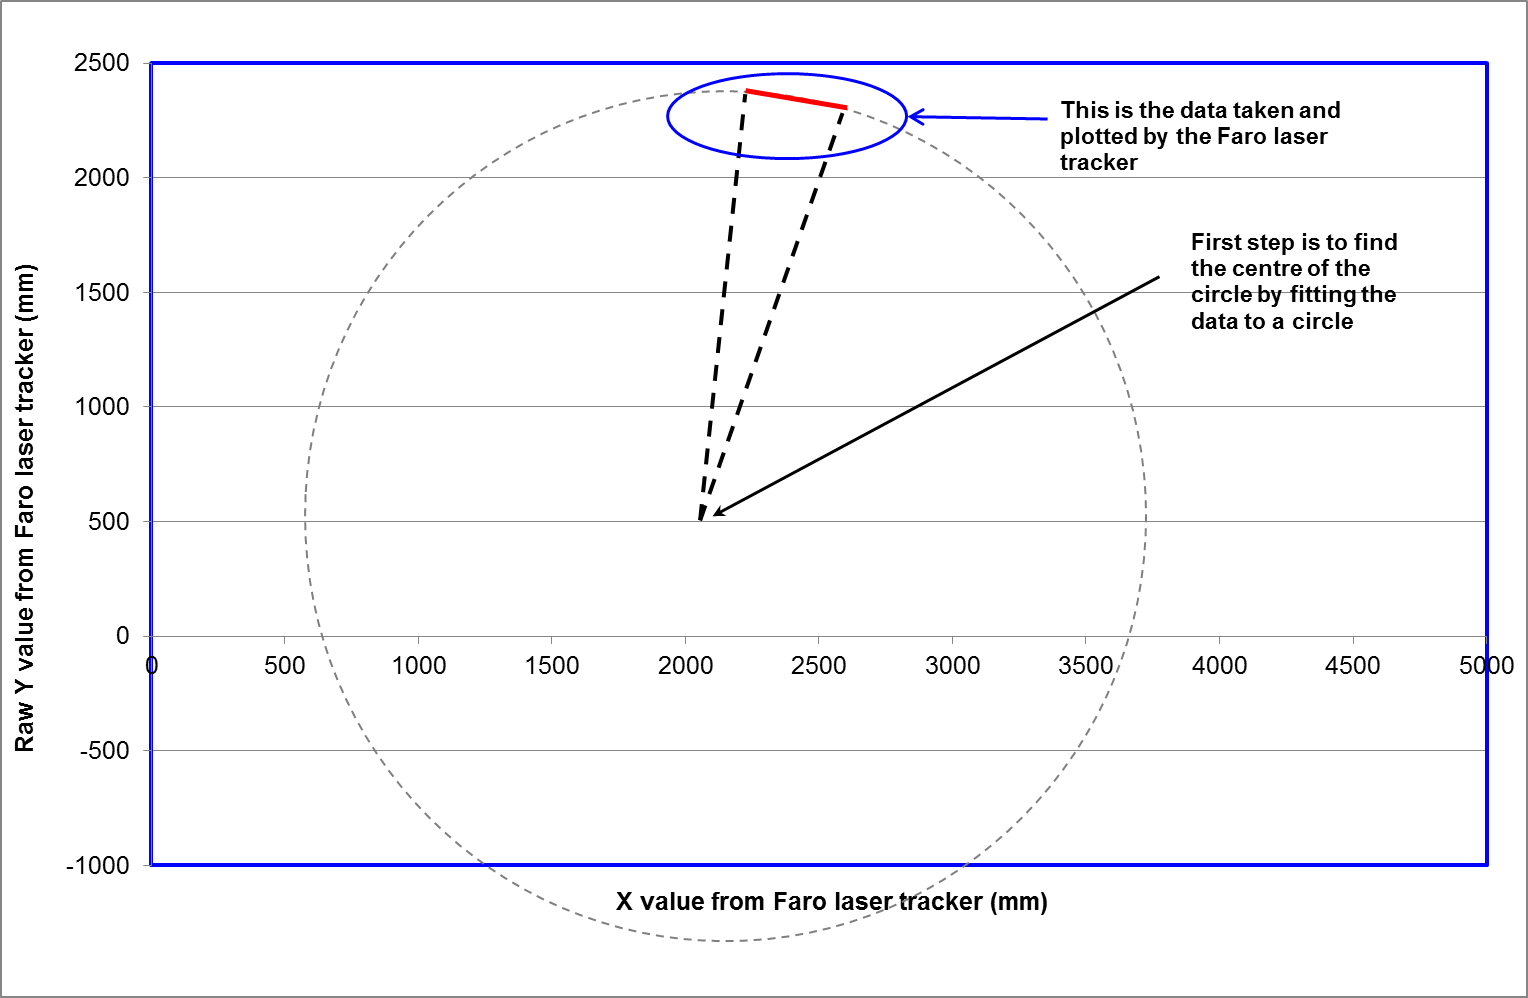 2500
2000
1500
1000
500
0
-500
-1000
Raw Y value from Faro laser tracker (mm)
This is the data taken and
plotted by the Faro laser
tracker
First step is to find
the centre of the
circle by fitting the
data to a circle
0 500 1000 1500 2000 2500 3000 3500 4000 4500 5000
X value from Faro laser tracker (mm)